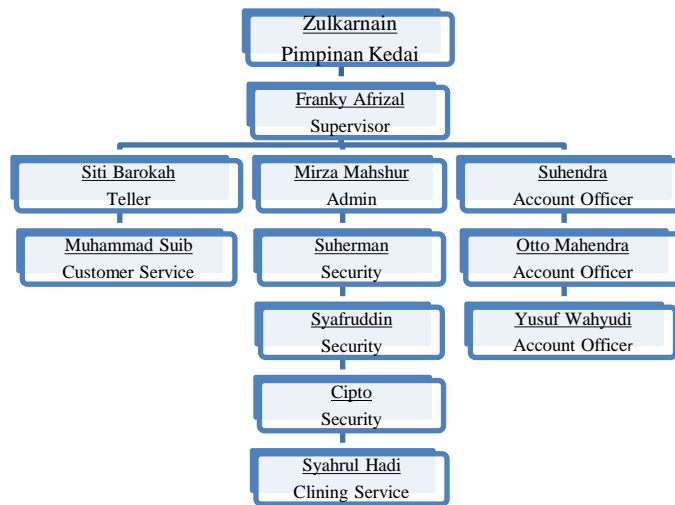 Zulkarnain
Pimpinan Kedai
Franky Afrizal
Supervisor
Siti Barokah
Teller
Mirza Mahshur
Admin
Suhendra
Account Officer
Muhammad Suib
Customer Service
Suherman
Security
Otto Mahendra
Account Officer
Syafruddin
Security
Yusuf Wahyudi
Account Officer
Cipto
Security
Syahrul Hadi
Clining Service